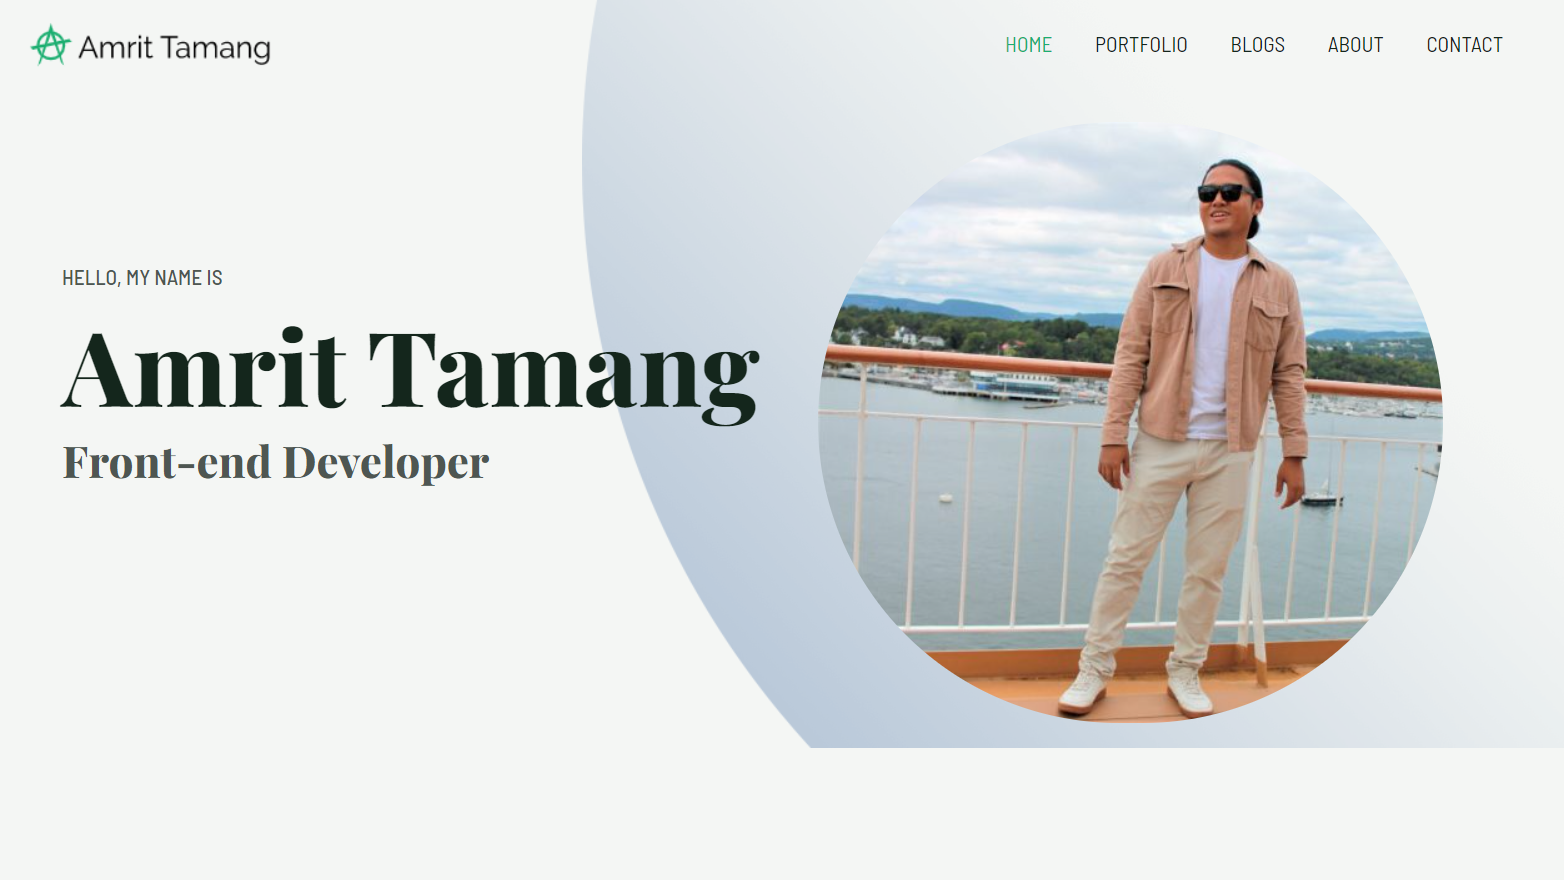 Amrit Tamang
HOME PORTFOLIO BLOGS ABOUT CONTACT
HELLO, MY NAME IS
Amrit Tamang
Front-end Developer